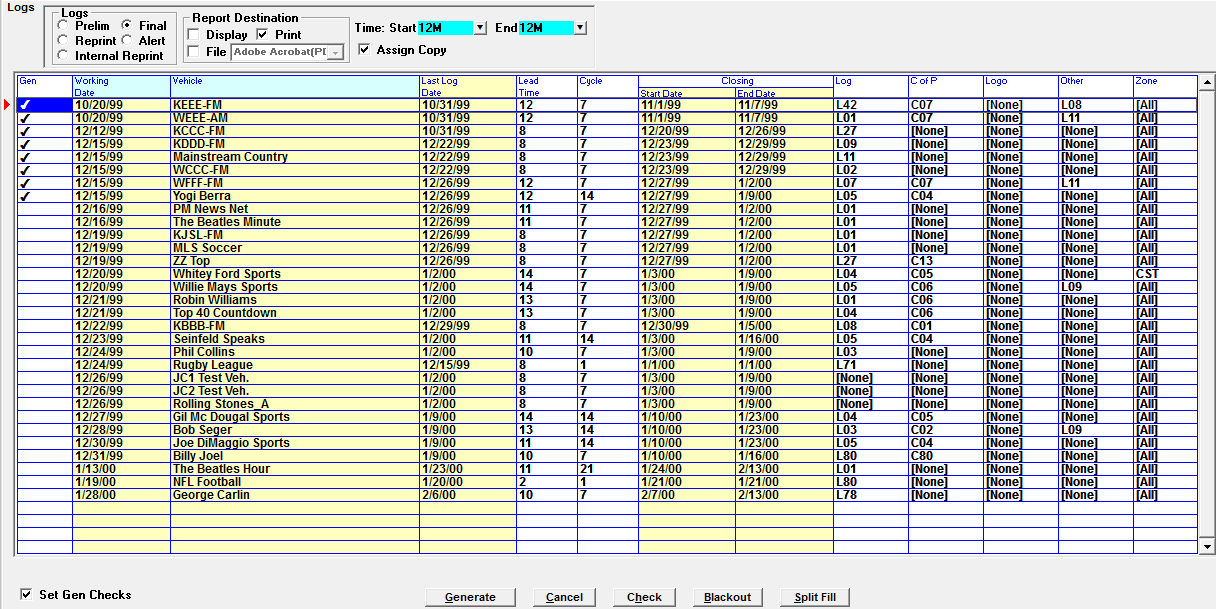 Logs
Logs
Prelim Final
Reprint Alert
Internal Reprint
Report Destination
Display Print
File Adobe Acrobat(PI
Time: Start 12M End 12M
Assign Copy
Gen Working Date Vehicle Last Log Date Lead Time Cycle Closing Start Date End Date Log C of P Logo Other Zone
10/20/99 KEEE-FM 10/31/99 12 7 11/1/99 11/7/99 L42 C07 [None] L08 [All]
10/20/99 WEEE-AM 10/31/99 12 7 11/1/99 11/7/99 L01 C07 [None] L11 [All]
12/12/99 KCCC-FM 10/31/99 8 7 12/20/99 12/26/99 L27 [None] [None] [None] [All]
12/15/99 KDDD-FM 12/22/99 8 7 12/23/99 12/29/99 L09 [None] [None] [None] [All]
12/15/99 Mainstream Country 12/22/99 8 7 12/23/99 12/29/99 L11 [None] [None] [None] [All]
12/15/99 WCCC-FM 12/22/99 8 7 12/23/99 12/29/99 L02 [None] [None] [None] [All]
12/15/99 WFFF-FM 12/26/99 12 7 12/27/99 1/2/00 L07 C07 [None] L11 [All]
12/15/99 Yogi Berra 12/26/99 12 14 12/27/99 1/9/00 L05 C04 [None] [None] [All]
12/16/99 PM News Net 12/26/99 11 7 12/27/99 1/2/00 L01 [None] [None] [None] [All]
12/16/99 The Beatles Minute 12/26/99 11 7 12/27/99 1/2/00 L01 [None] [None] [None] [All]
12/19/99 KJSL-FM 12/26/99 8 7 12/27/99 1/2/00 L01 [None] [None] [None] [All]
12/19/99 MLS Soccer 12/26/99 8 7 12/27/99 1/2/00 L01 [None] [None] [None] [All]
12/19/99 ZZ Top 12/26/99 8 7 12/27/99 1/2/00 L27 C13 [None] [None] [All]
12/20/99 Whitey Ford Sports 1/2/00 14 7 1/3/00 1/9/00 L04 C05 [None] [None] CST
12/20/99 Willie Mays Sports 1/2/00 14 7 1/3/00 1/9/00 L05 C06 [None] L09 [All]
12/21/99 Robin Williams 1/2/00 13 7 1/3/00 1/9/00 L01 C06 [None] [None] [All]
12/21/99 Top 40 Countdown 1/2/00 13 7 1/3/00 1/9/00 L04 C06 [None] [None] [All]
12/22/99 KBBB-FM 12/29/99 8 7 12/30/99 1/5/00 L08 C01 [None] [None] [All]
12/23/99 Seinfeld Speaks 1/2/00 11 14 1/3/00 1/16/00 L05 C04 [None] [None] [All]
12/24/99 Phil Collins 1/2/00 10 7 1/3/00 1/9/00 L03 [None] [None] [None] [All]
12/24/99 Rugby League 12/15/99 8 1 1/1/00 1/1/00 L71 [None] [None] [None] [All]
12/26/99 JC1 Test Veh. 1/2/00 8 7 1/3/00 1/9/00 [None] [None] [None] [None] [All]
12/26/99 JC2 Test Veh. 1/2/00 8 7 1/3/00 1/9/00 [None] [None] [None] [None] [All]
12/26/99 Rolling Stones_A 1/2/00 8 7 1/3/00 1/9/00 [None] [None] [None] [None] [All]
12/27/99 Gil Mc Dougal Sports 1/9/00 14 14 1/10/00 1/23/00 L04 C05 [None] [None] [All]
12/28/99 Bob Seger 1/9/00 13 14 1/10/00 1/23/00 L03 C02 [None] L09 [All]
12/30/99 Joe DiMaggio Sports 1/9/00 11 14 1/10/00 1/23/00 L05 C04 [None] [None] [All]
12/31/99 Billy Joel 1/9/00 10 7 1/10/00 1/16/00 L80 C80 [None] [None] [All]
1/13/00 The Beatles Hour 1/23/00 11 21 1/24/00 2/13/00 L01 [None] [None] [None] [All]
1/19/00 NFL Football 1/20/00 2 1 1/21/00 1/21/00 L80 [None] [None] [None] [All]
1/28/00 George Carlin 2/6/00 10 7 2/7/00 2/13/00 L78 [None] [None] [None] [All]
Set Gen Checks
Generate Cancel Check Blackout Split Fill